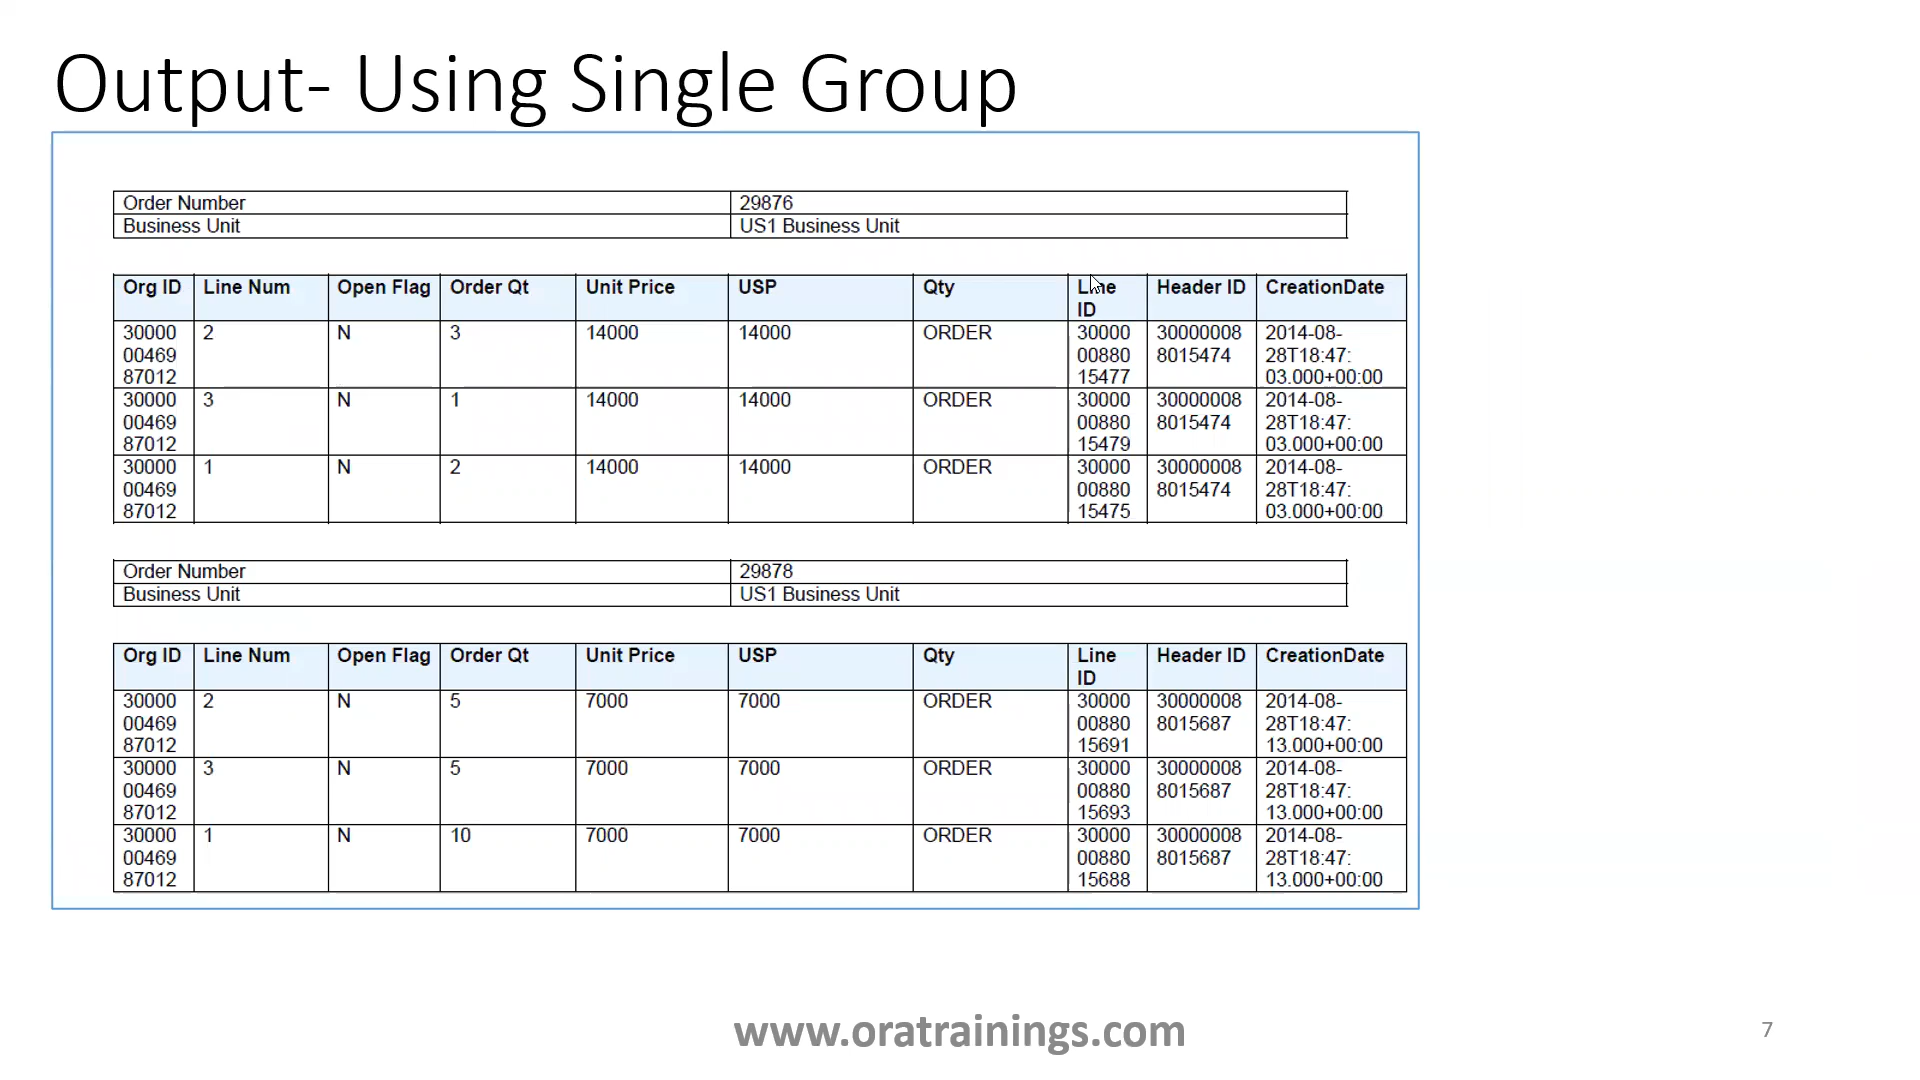 Output- Using Single Group
Order Number 29876
Business Unit US1 Business Unit
Org ID Line Num Open Flag Order Qt Unit Price USP Qty Line ID Header ID CreationDate
30000 00469 87012 2 N 3 14000 14000 ORDER 30000 00880 15477 30000008 8015474 2014-08- 28T18:47: 03.000+00:00
30000 00469 87012 3 N 1 14000 14000 ORDER 30000 00880 15479 30000008 8015474 2014-08- 28T18:47: 03.000+00:00
30000 00469 87012 1 N 2 14000 14000 ORDER 30000 00880 15475 30000008 8015474 2014-08- 28T18:47: 03.000+00:00
Order Number 29878
Business Unit US1 Business Unit
Org ID Line Num Open Flag Order Qt Unit Price USP Qty Line ID Header ID CreationDate
30000 00469 87012 2 N 5 7000 7000 ORDER 30000 00880 15691 30000008 8015687 2014-08- 28T18:47: 13.000+00:00
30000 00469 87012 3 N 5 7000 7000 ORDER 30000 00880 15693 30000008 8015687 2014-08- 28T18:47: 13.000+00:00
30000 00469 87012 1 N 10 7000 7000 ORDER 30000 00880 15688 30000008 8015687 2014-08- 28T18:47: 13.000+00:00
www.oratrainings.com
7